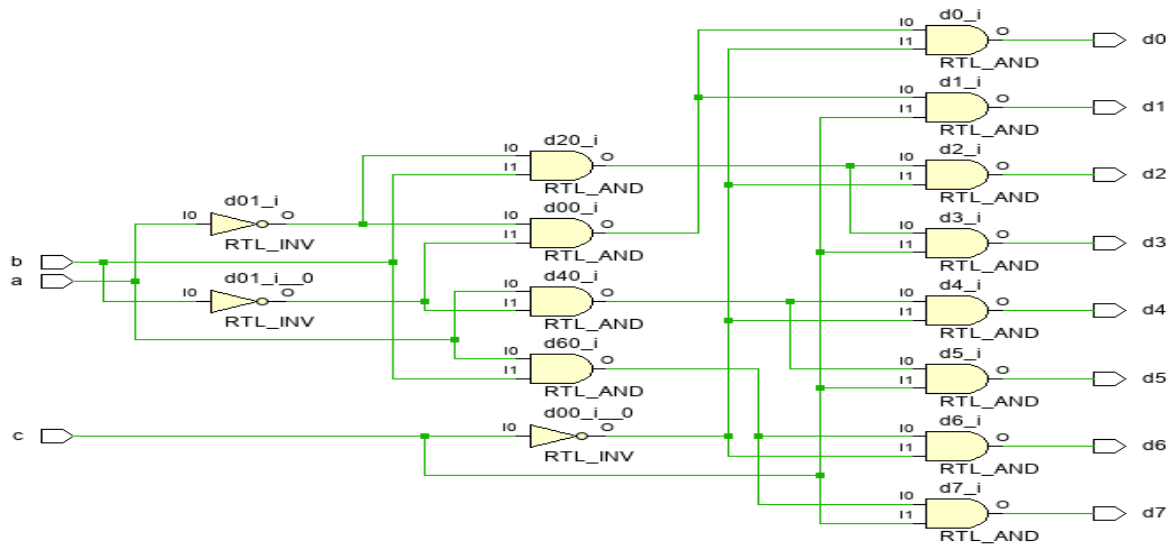 d0_i
I0 O
I1
RTL_AND
d0
d1_i
I0 O
I1
RTL_AND
d1
d20_i
I0 O
I1
RTL_AND
d2_i
I0 O
I1
RTL_AND
d2
d01_i
I0 O
RTL_INV
d00_i
I0 O
I1
RTL_AND
d3_i
I0 O
I1
RTL_AND
d3
b
a
d01_i__0
I0 O
RTL_INV
d40_i
I0 O
I1
RTL_AND
d4_i
I0 O
I1
RTL_AND
d4
d60_i
I0 O
I1
RTL_AND
d5_i
I0 O
I1
RTL_AND
d5
c
d00_i__0
I0 O
RTL_INV
d6_i
I0 O
I1
RTL_AND
d6
d7_i
I0 O
I1
RTL_AND
d7